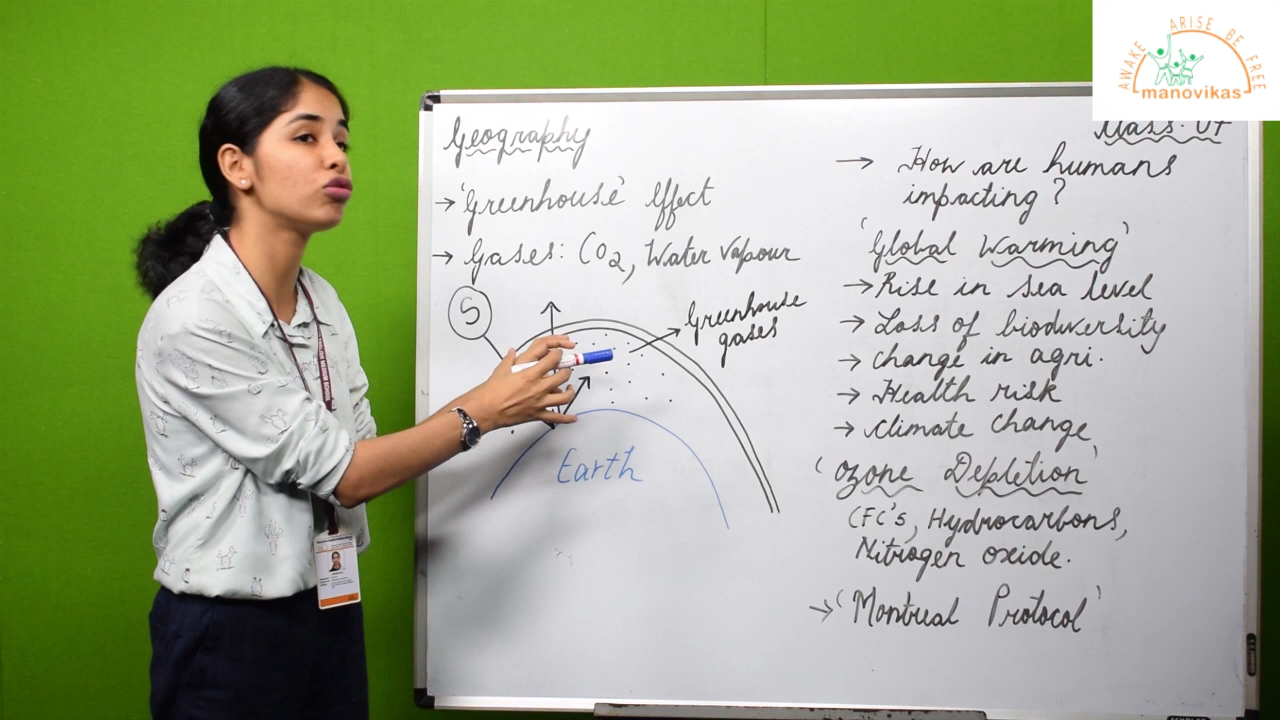 AWAKE ARISE BE FREE
manovikas
Geography
→ 'Greenhouse' Effect
→ Gases: CO2, Water vapour
S
Greenhouse
gases
Earth
→ How are humans
impacting?
'Global Warming'
→ Rise in sea level
→ Loss of biodiversity
→ change in agri.
→ Health risk
→ climate change
'Ozone Depletion'
CFC's, Hydrocarbons,
Nitrogen oxide.
→ 'Montreal Protocol'